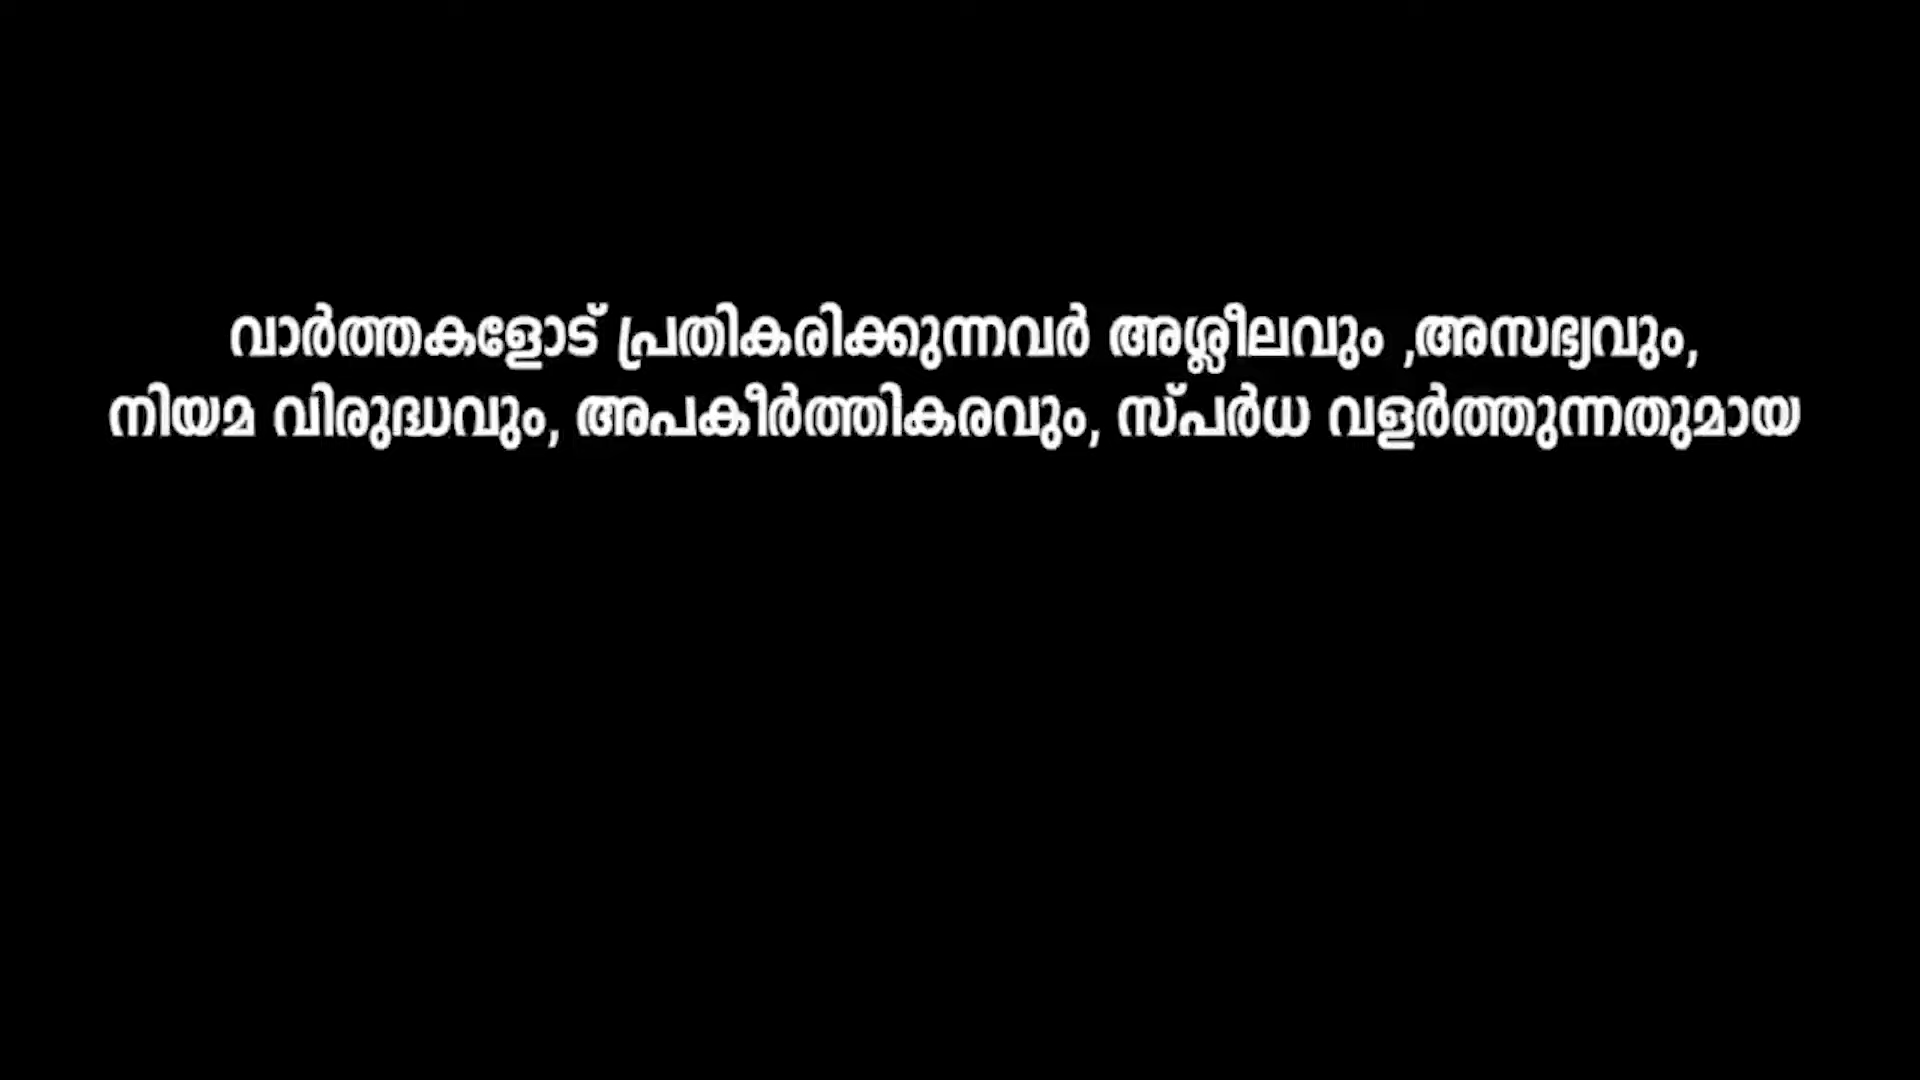 വാർത്തകളോട് പ്രതികരിക്കുന്നവർ അശ്ലീലവും ,അസഭ്യവും,
നിയമ വിരുദ്ധവും, അപകീർത്തികരവും, സ്പർധ വളർത്തുന്നതുമായ